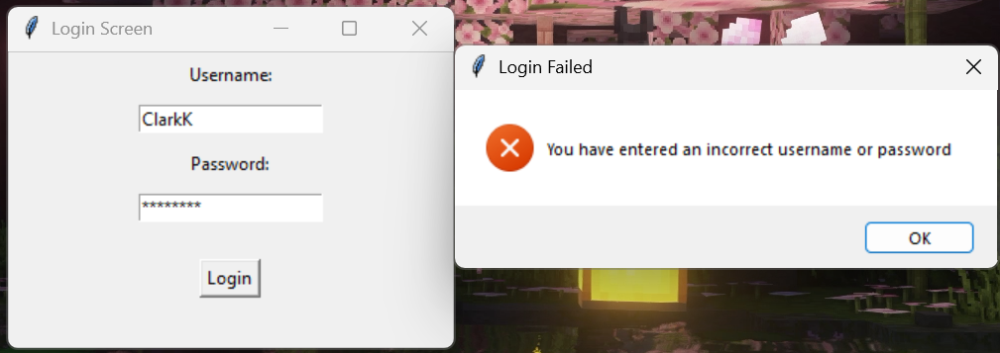 Login Screen
Username:
ClarkK
Password:
********
Login
Login Failed
You have entered an incorrect username or password
OK